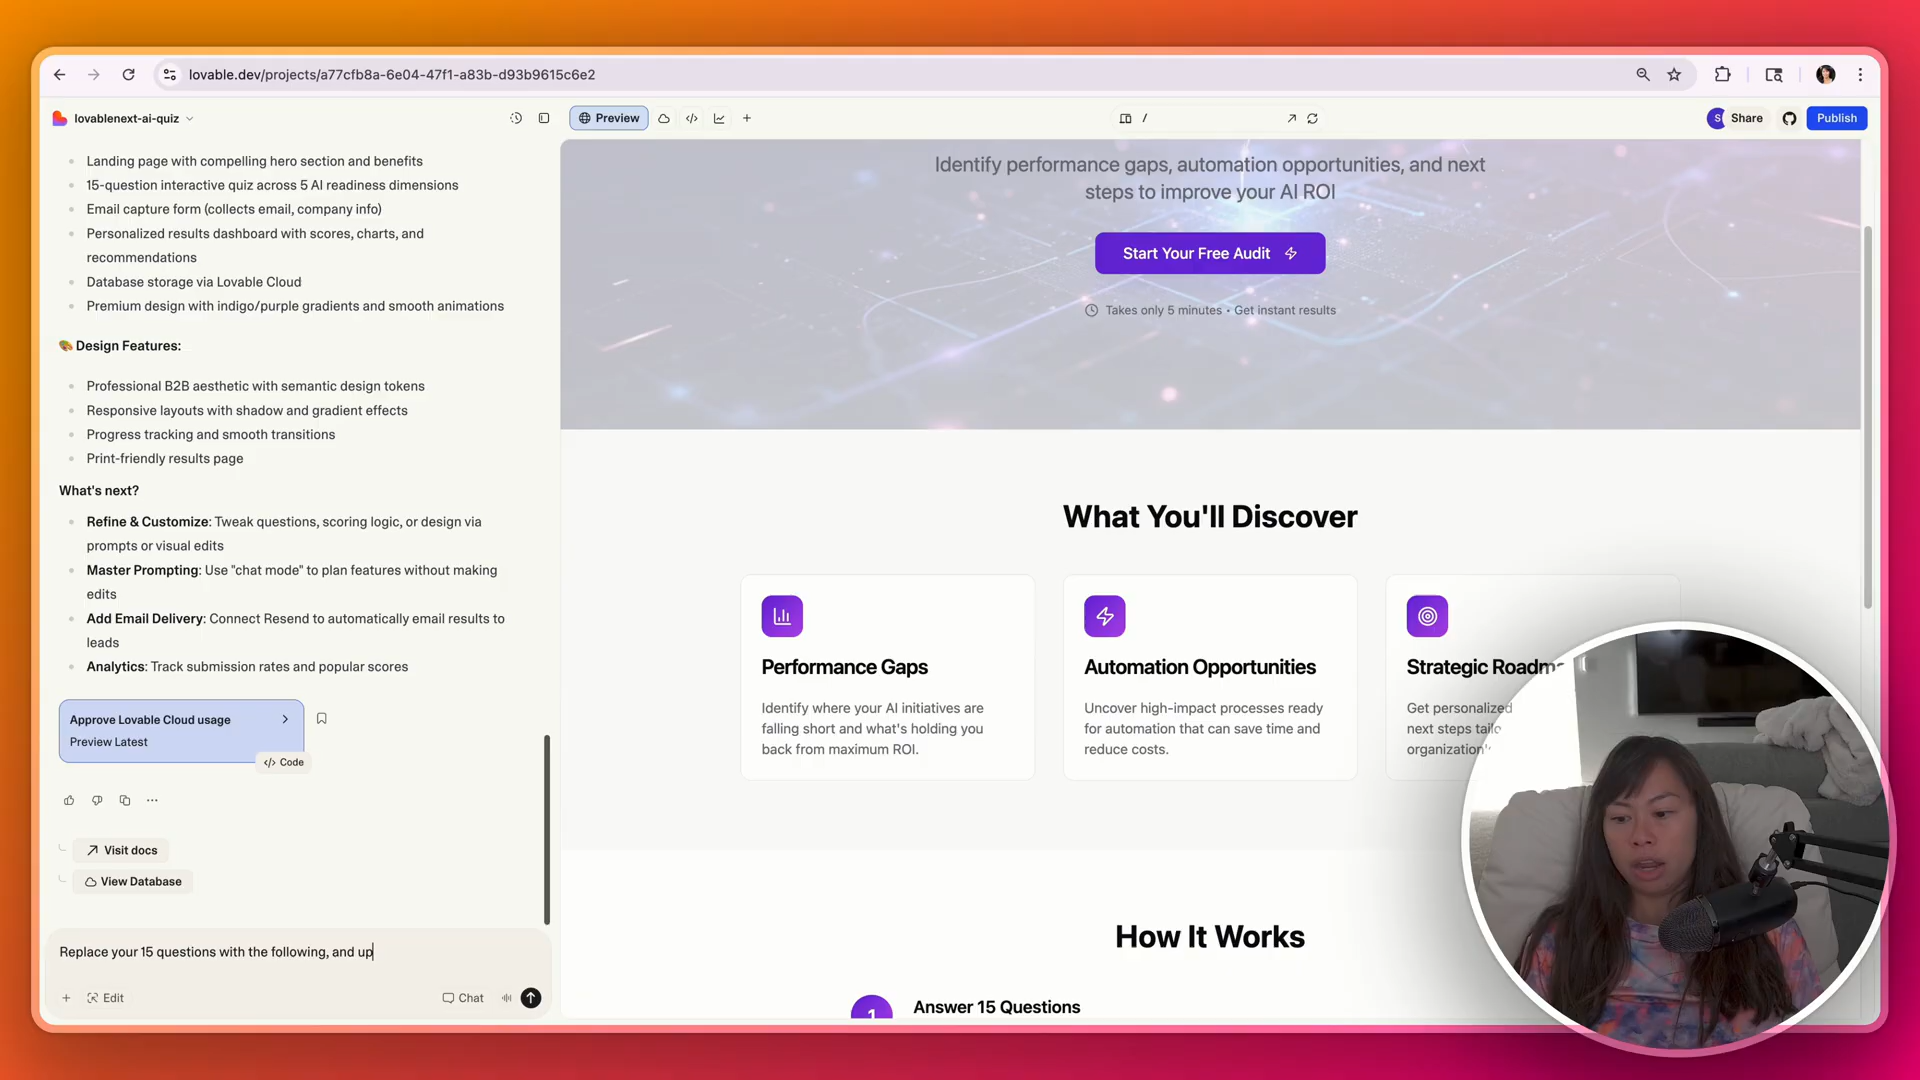 lovable.dev/projects/a77cfb8a-6e04-47f1-a83b-d93b9615c6e2
lovablenext-ai-quiz
Preview
/
S
Share
Publish
Landing page with compelling hero section and benefits
15-question interactive quiz across 5 AI readiness dimensions
Email capture form (collects email, company info)
Personalized results dashboard with scores, charts, and
recommendations
Database storage via Lovable Cloud
Premium design with indigo/purple gradients and smooth animations
🎨 Design Features:
Professional B2B aesthetic with semantic design tokens
Responsive layouts with shadow and gradient effects
Progress tracking and smooth transitions
Print-friendly results page
What's next?
Refine & Customize: Tweak questions, scoring logic, or design via
prompts or visual edits
Master Prompting: Use "chat mode" to plan features without making
edits
Add Email Delivery: Connect Resend to automatically email results to
leads
Analytics: Track submission rates and popular scores
Approve Lovable Cloud usage
Preview Latest
Code
Visit docs
View Database
Replace your 15 questions with the following, and up
Edit
Chat
Identify performance gaps, automation opportunities, and next
steps to improve your AI ROI
Start Your Free Audit
Takes only 5 minutes • Get instant results
What You'll Discover
Performance Gaps
Identify where your AI initiatives are
falling short and what's holding you
back from maximum ROI.
Automation Opportunities
Uncover high-impact processes ready
for automation that can save time and
reduce costs.
Strategic
Get personalized
next steps
How It Works
1
Answer 15 Questions